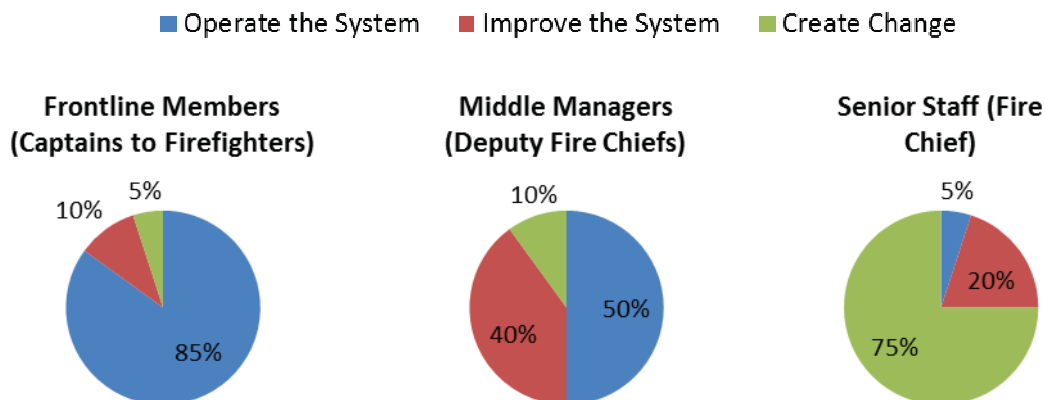 Operate the System Improve the System Create Change
Frontline Members
(Captains to Firefighters)
5%
10%
85%
Middle Managers
(Deputy Fire Chiefs)
10%
50%
40%
Senior Staff (Fire
Chief)
5%
20%
75%